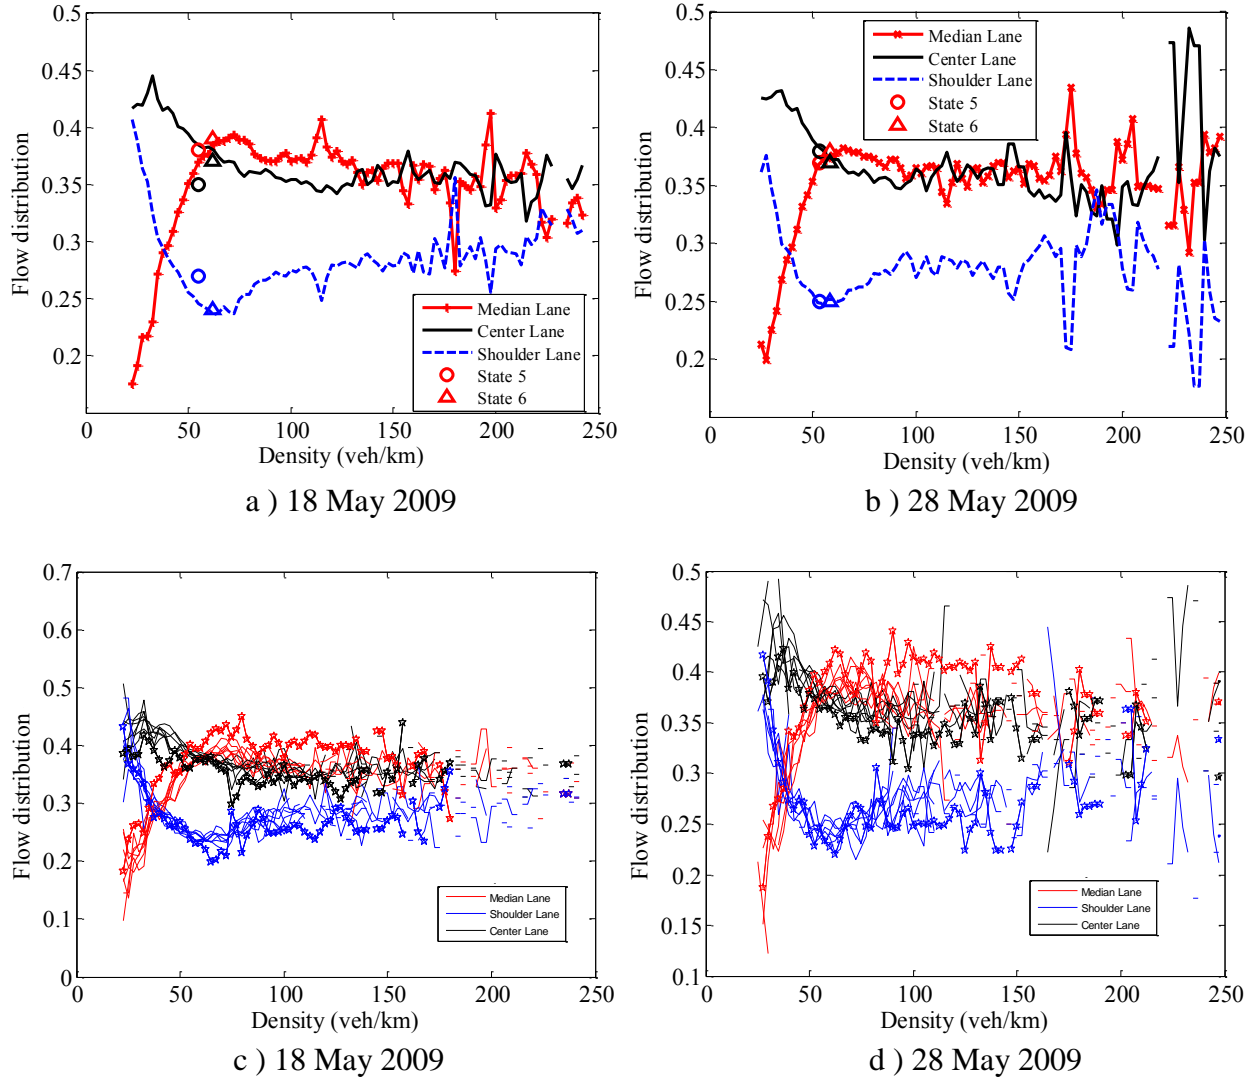 0.5
0.45
0.4
0.35
0.3
0.25
0.2
0
50
100
150
200
250
Flow distribution
Density (veh/km)
Median Lane
Center Lane
Shoulder Lane
State 5
State 6
a ) 18 May 2009
0.5
0.45
0.4
0.35
0.3
0.25
0.2
0
50
100
150
200
250
Flow distribution
Density (veh/km)
Median Lane
Center Lane
Shoulder Lane
State 5
State 6
b ) 28 May 2009
0.7
0.6
0.5
0.4
0.3
0.2
0.1
0
0
50
100
150
200
250
Flow distribution
Density (veh/km)
Median Lane
Shoulder Lane
Center Lane
c ) 18 May 2009
0.5
0.45
0.4
0.35
0.3
0.25
0.2
0.15
0.1
0
50
100
150
200
250
Flow distribution
Density (veh/km)
Median Lane
Shoulder Lane
Center Lane
d ) 28 May 2009